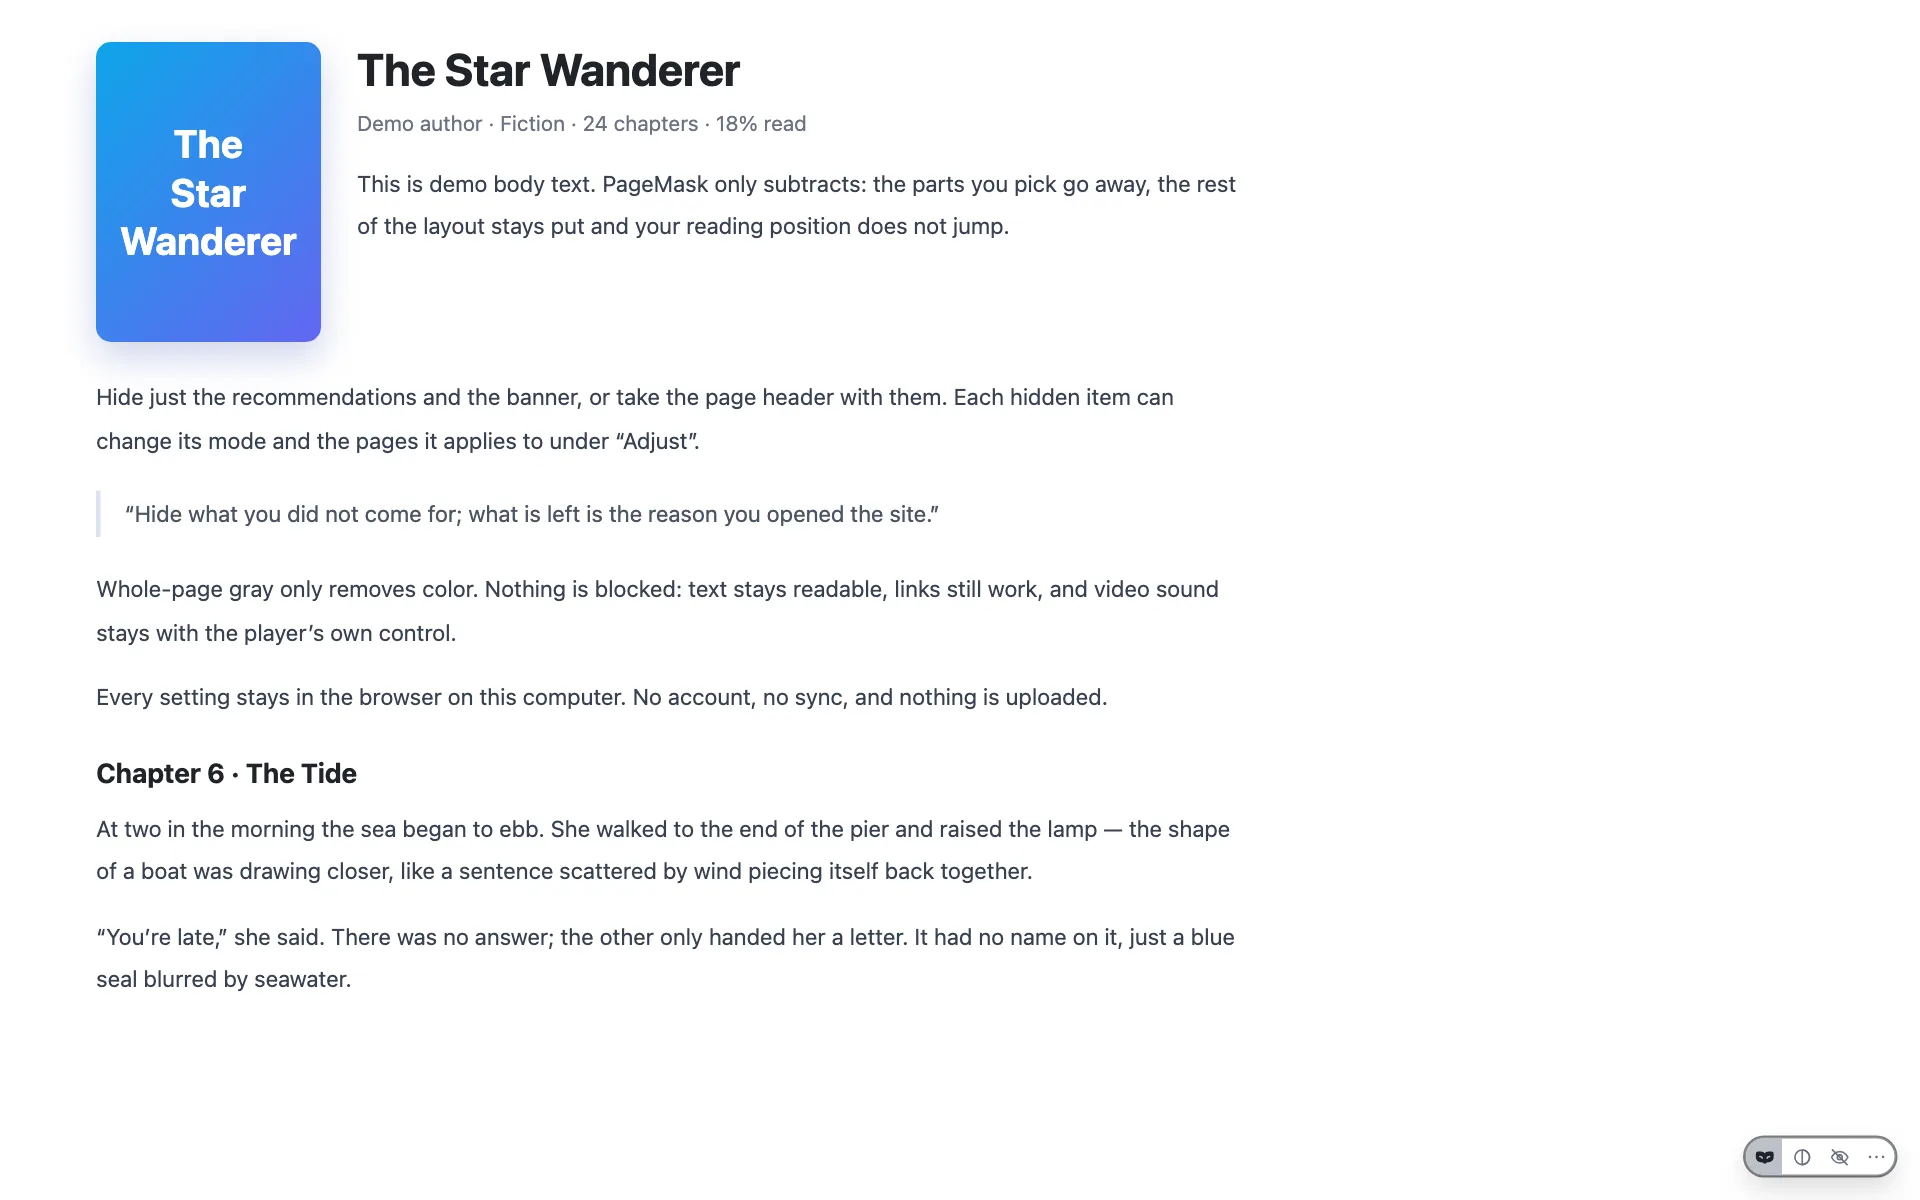 The
Star
Wanderer
The Star Wanderer
Demo author · Fiction · 24 chapters · 18% read
This is demo body text. PageMask only subtracts: the parts you pick go away, the rest
of the layout stays put and your reading position does not jump.
Hide just the recommendations and the banner, or take the page header with them. Each hidden item can
change its mode and the pages it applies to under “Adjust”.
“Hide what you did not come for; what is left is the reason you opened the site.”
Whole-page gray only removes color. Nothing is blocked: text stays readable, links still work, and video sound
stays with the player’s own control.
Every setting stays in the browser on this computer. No account, no sync, and nothing is uploaded.
Chapter 6 · The Tide
At two in the morning the sea began to ebb. She walked to the end of the pier and raised the lamp — the shape
of a boat was drawing closer, like a sentence scattered by wind piecing itself back together.
“You’re late,” she said. There was no answer; the other only handed her a letter. It had no name on it, just a blue
seal blurred by seawater.